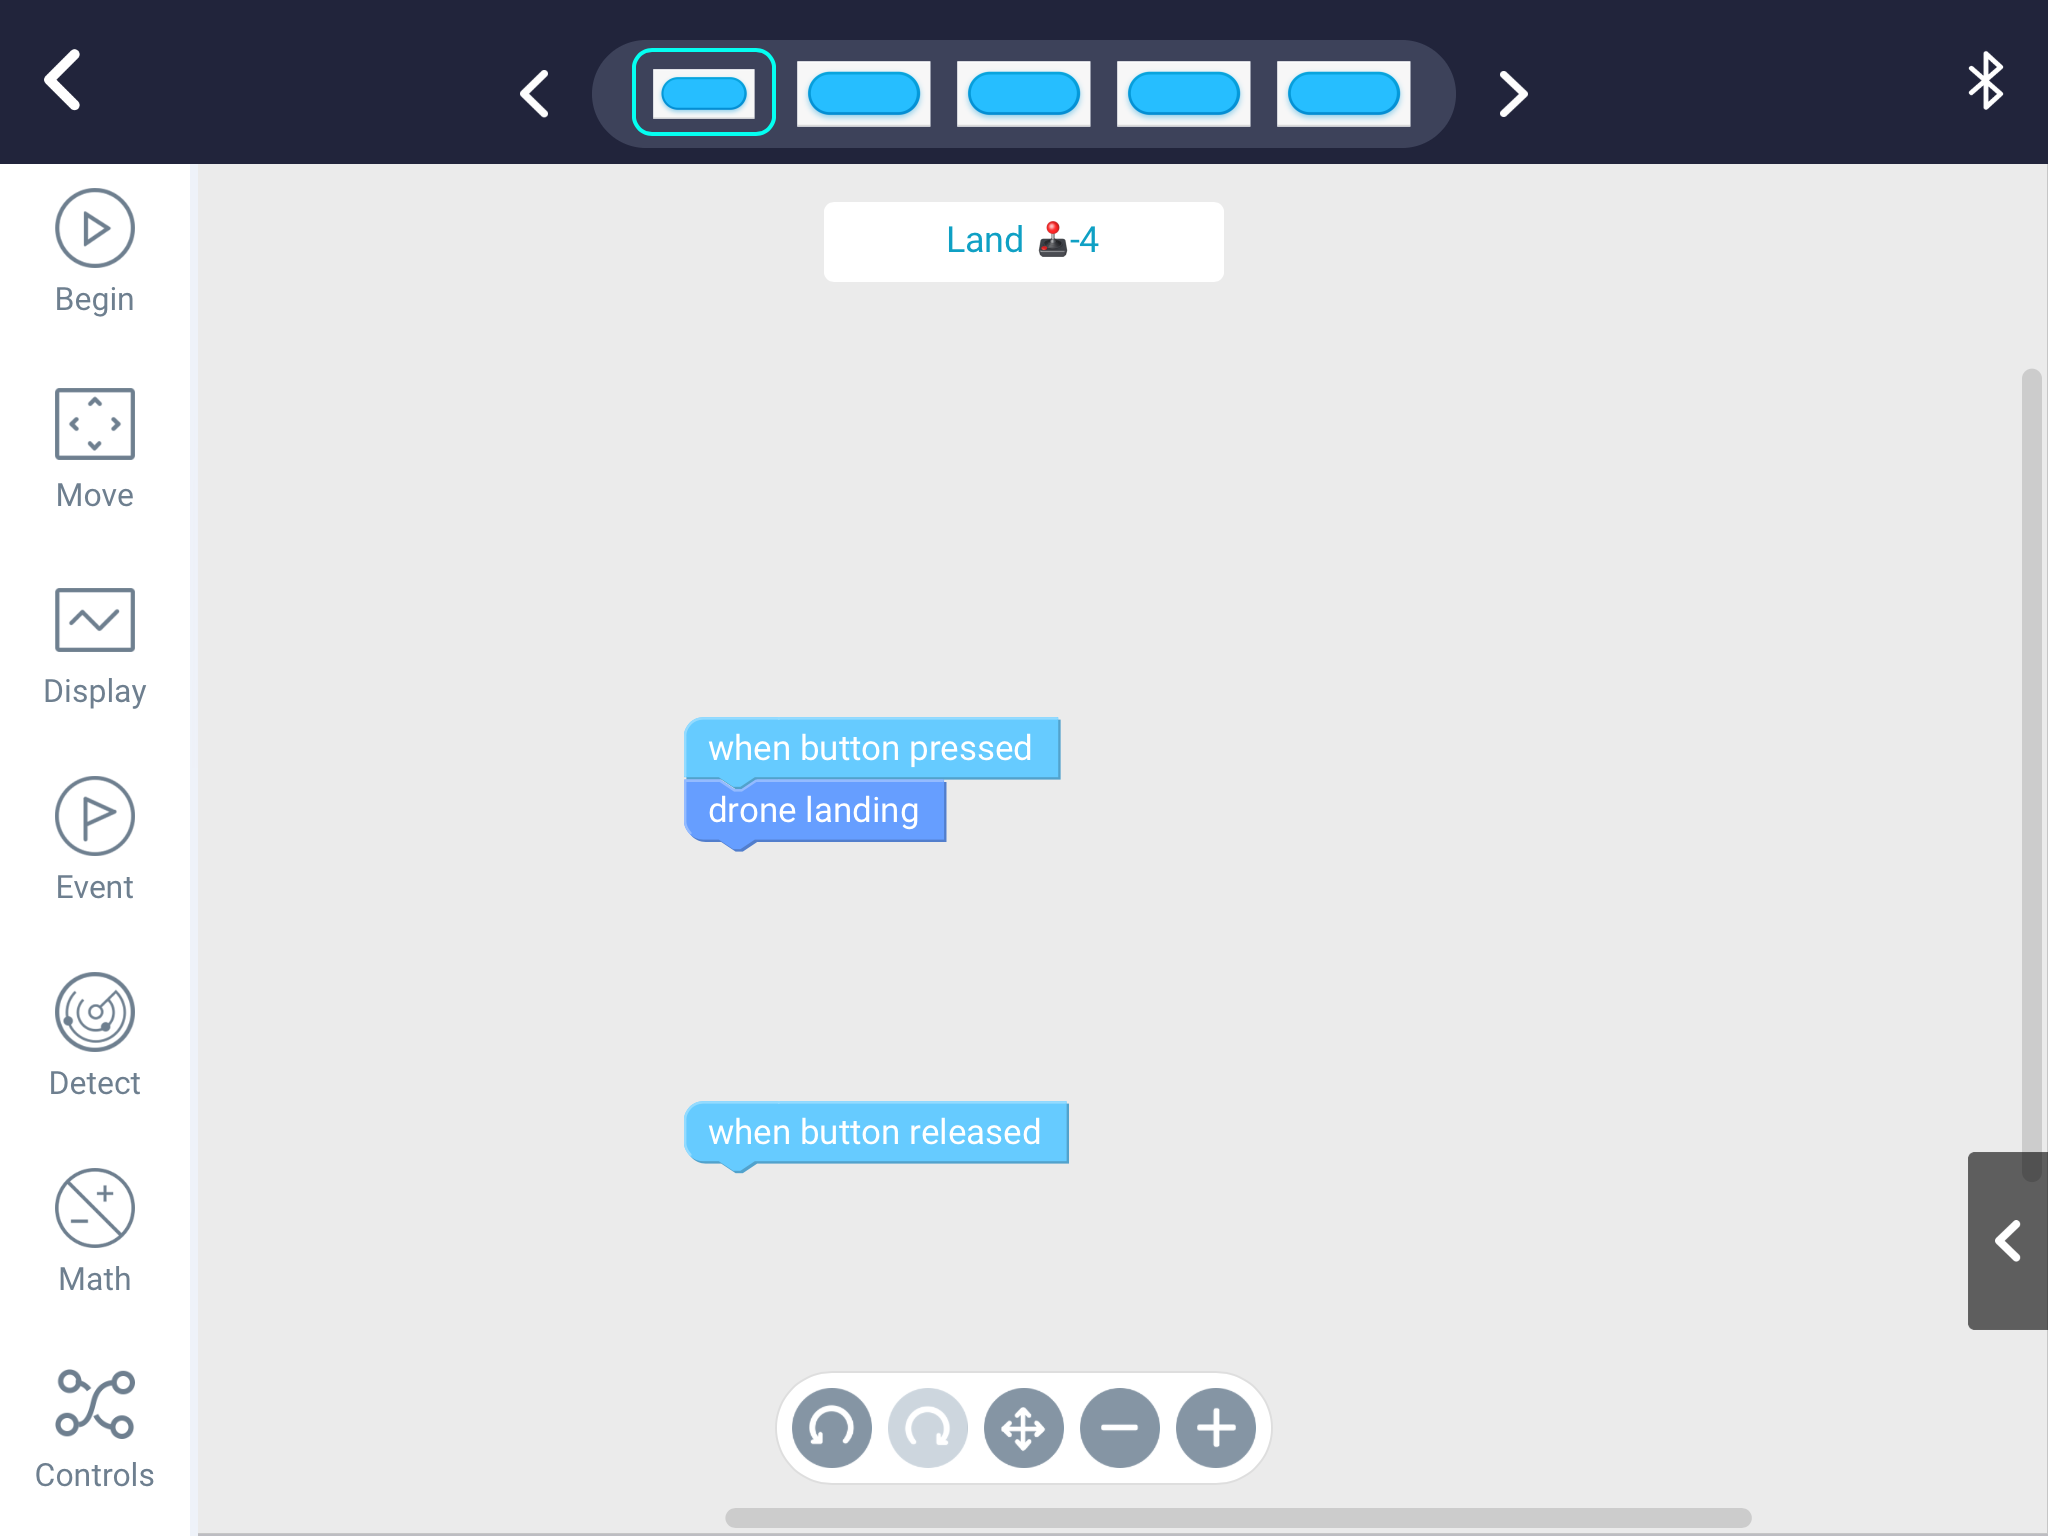 Land 🕹️-4
Begin
Move
Display
Event
Detect
Math
Controls
when button pressed
drone landing
when button released